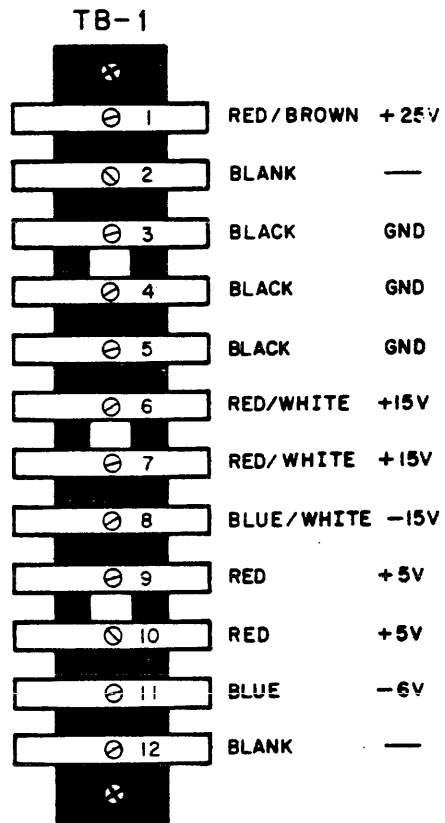 TB-1
1 RED/BROWN +25V
2 BLANK —
3 BLACK GND
4 BLACK GND
5 BLACK GND
6 RED/WHITE +15V
7 RED/WHITE +15V
8 BLUE/WHITE -15V
9 RED +5V
10 RED +5V
11 BLUE -6V
12 BLANK —